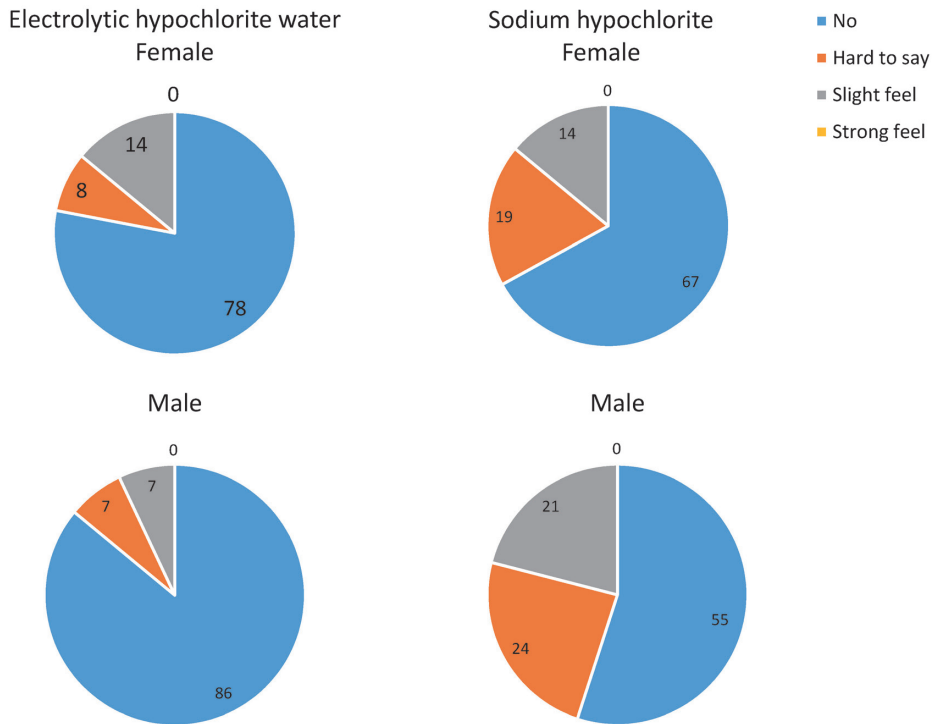 Electrolytic hypochlorite water
Female
0
14
8
78
Sodium hypochlorite
Female
0
14
19
67
No
Hard to say
Slight feel
Strong feel
Male
0
7
7
86
Male
0
21
24
55